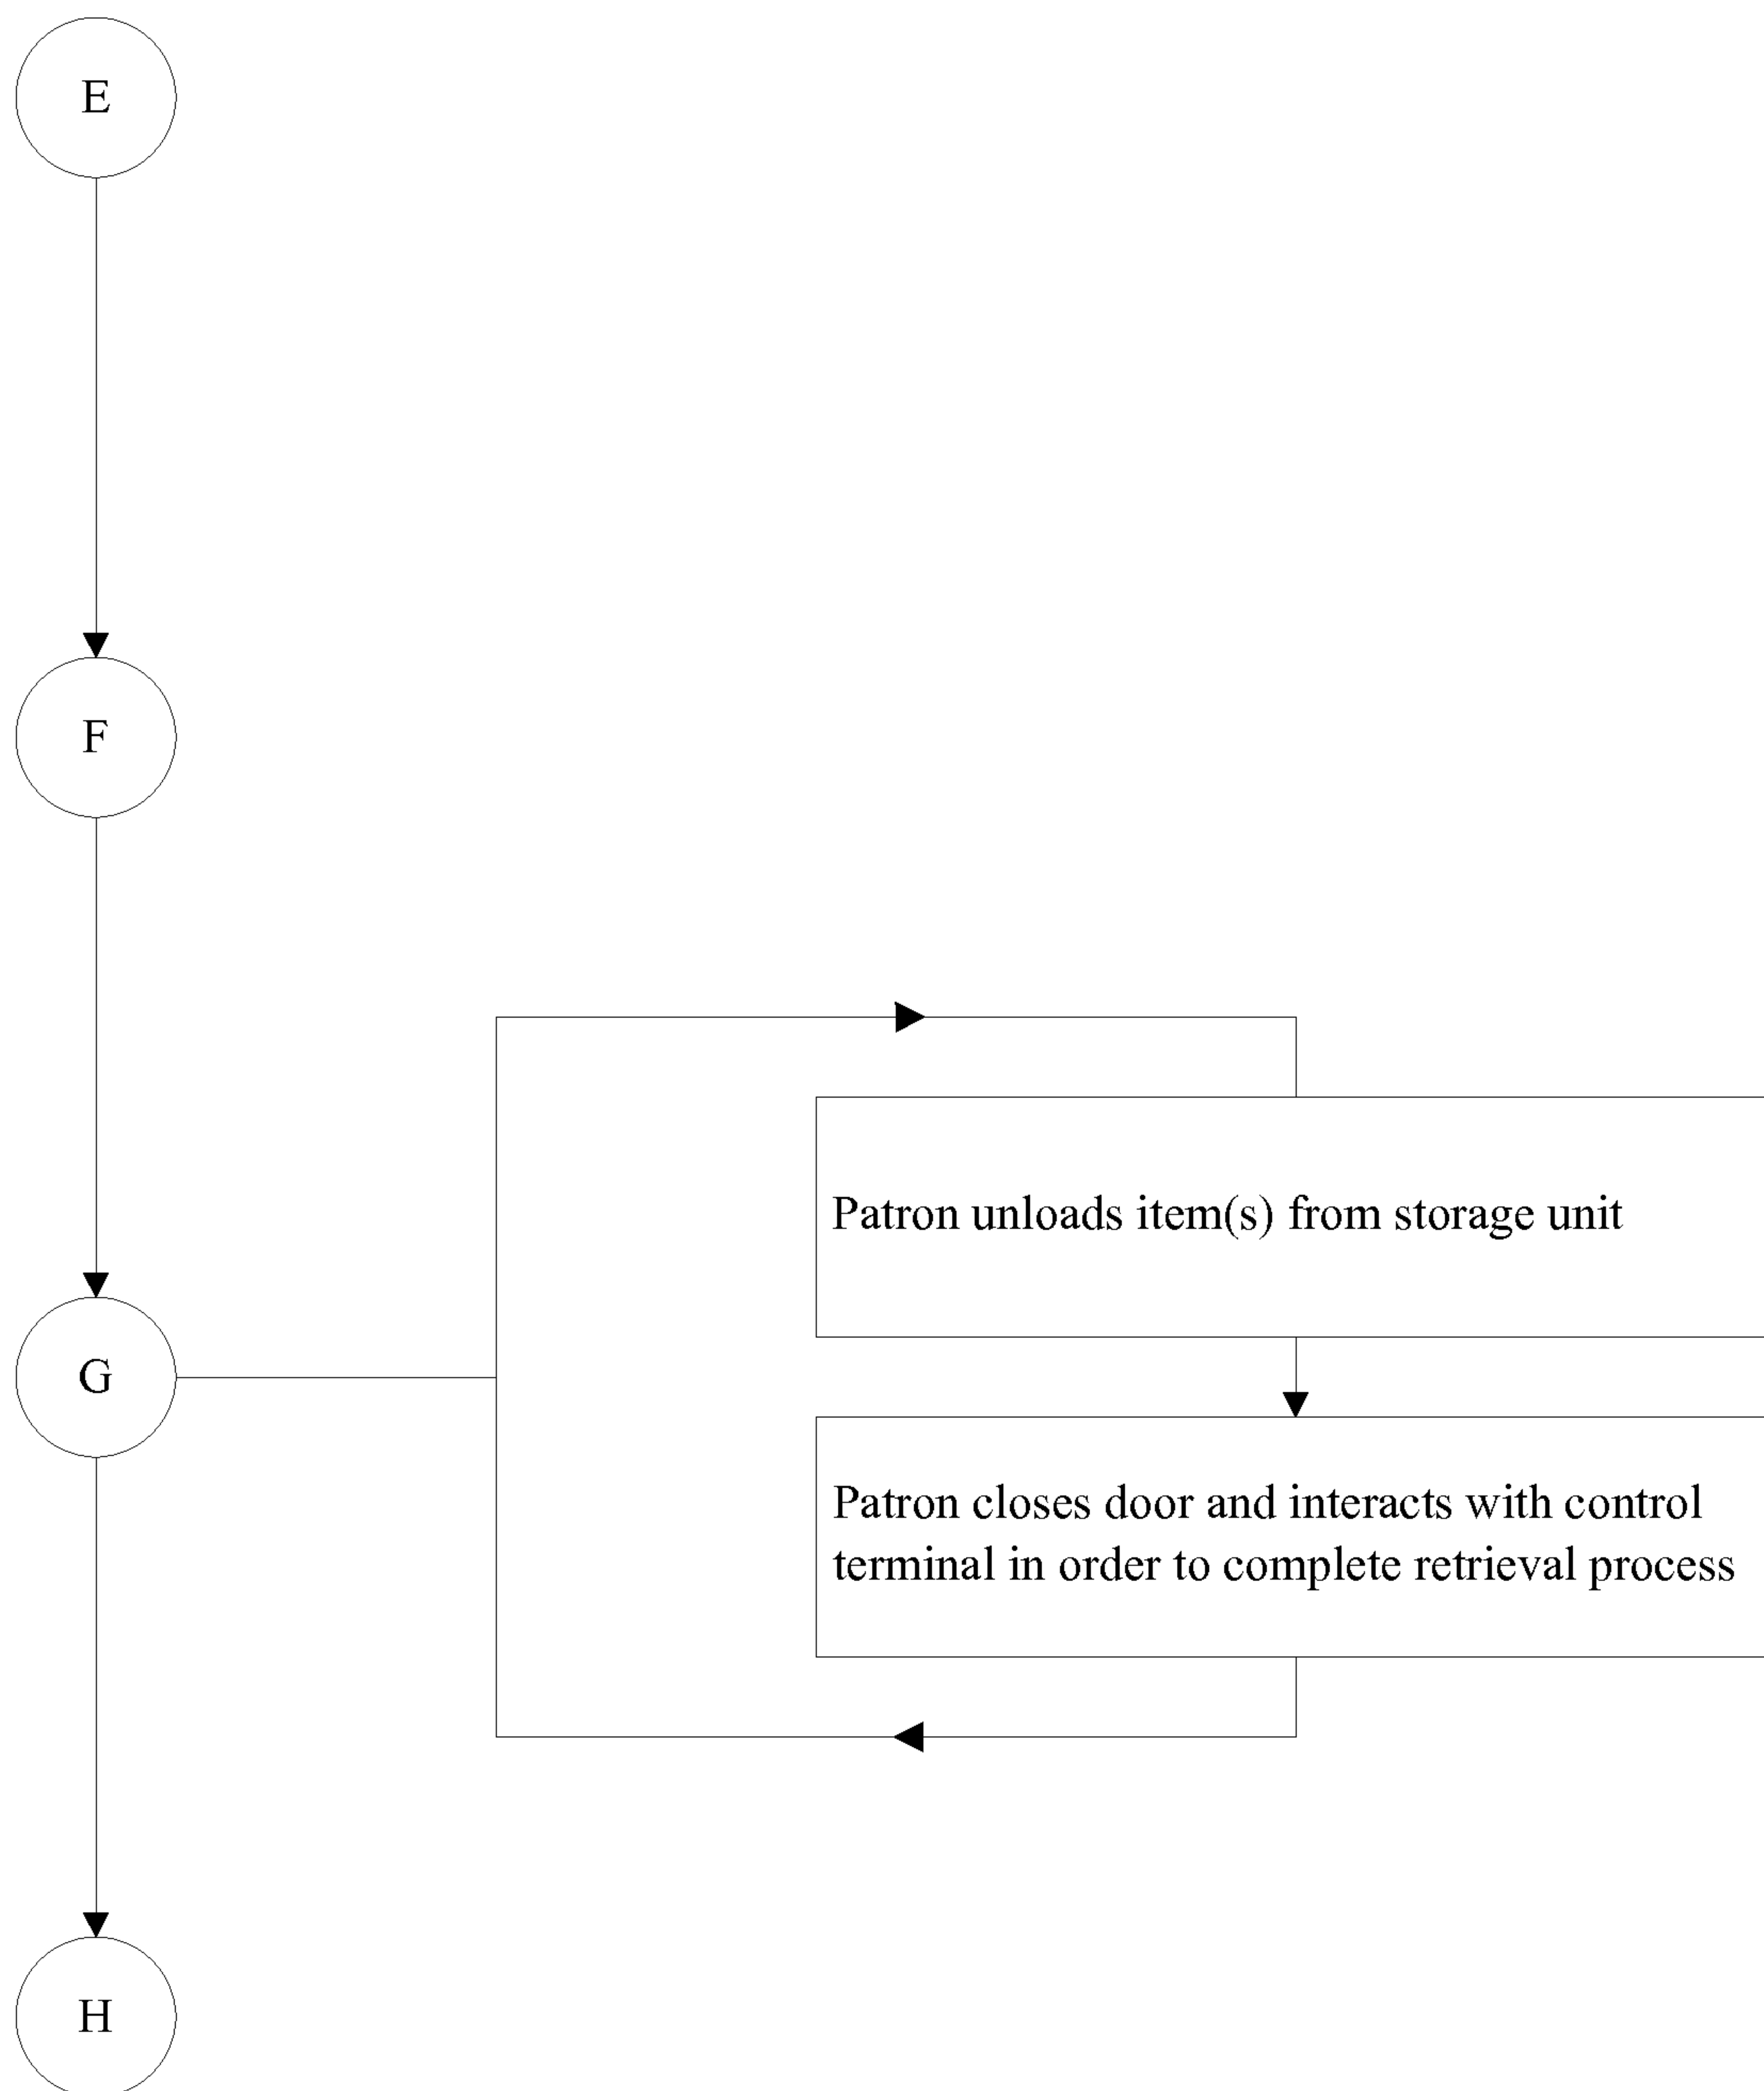 E
F
Patron unloads item(s) from storage unit
G
Patron closes door and interacts with control
terminal in order to complete retrieval process
H